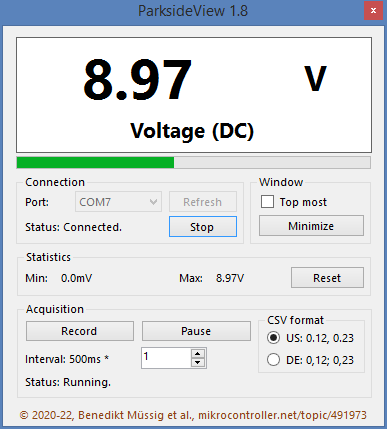 ParksideView 1.8
x
8.97 V
Voltage (DC)
Connection
Port: COM7 Refresh
Status: Connected. Stop
Window
Top most
Minimize
Statistics
Min: 0.0mV Max: 8.97V Reset
Acquisition
Record Pause
Interval: 500ms * 1
Status: Running.
CSV format
US: 0.12, 0.23
DE: 0,12; 0,23
© 2020-22, Benedikt Müssig et al., mikrocontroller.net/topic/491973